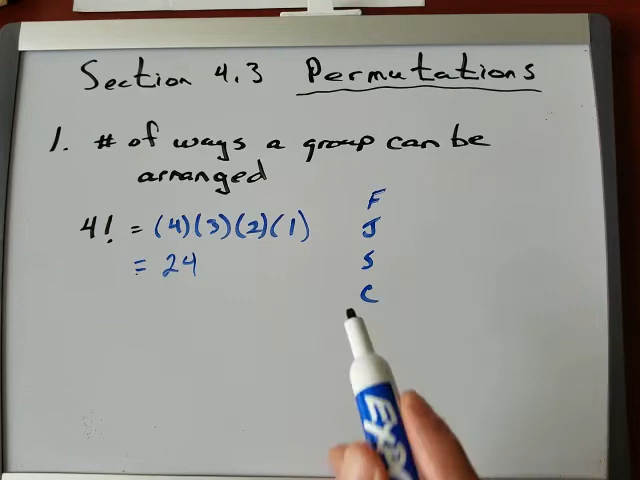 Section 4.3 Permutations
1. # of ways a group can be
arranged
4! = (4)(3)(2)(1)
= 24
F
J
S
C